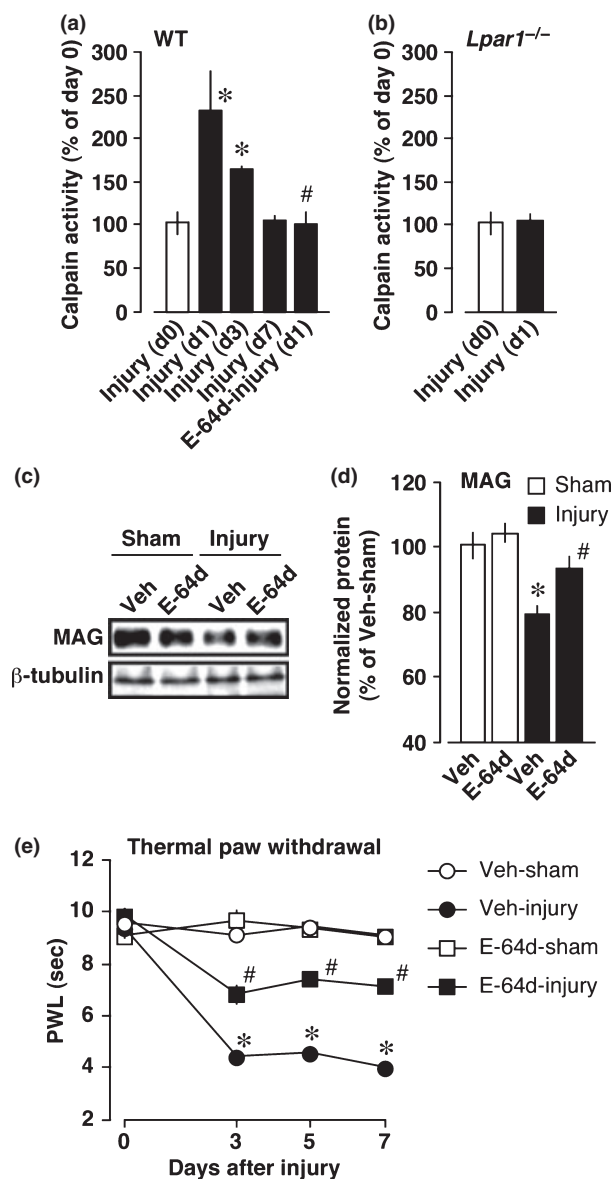 (a)
WT
Calpain activity (% of day 0)
300
250
200
150
100
50
0
*
*
#
Injury (d0)
Injury (d1)
Injury (d3)
Injury (d7)
E-64d-injury (d1)
(b)
Lpar1–/–
Calpain activity (% of day 0)
300
250
200
150
100
50
0
Injury (d0)
Injury (d1)
(c)
Sham Injury
Veh E-64d Veh E-64d
MAG
β-tubulin
(d)
MAG
Sham
Injury
Normalized protein
(% of Veh-sham)
120
100
80
60
40
*
#
Veh
E-64d
Veh
E-64d
(e)
Thermal paw withdrawal
PWL (sec)
12
10
8
6
4
2
# # #
* * *
0 3 5 7
Days after injury
Veh-sham
Veh-injury
E-64d-sham
E-64d-injury